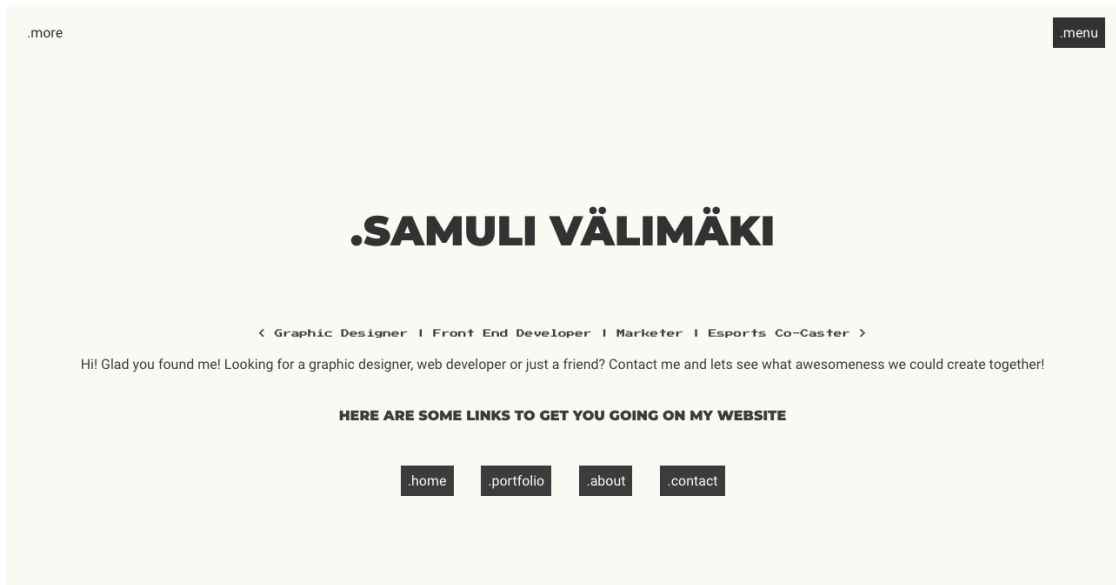 .more
.menu
.SAMULI VÄLIMÄKI
< Graphic Designer | Front End Developer | Marketer | Esports Co-Caster >
Hi! Glad you found me! Looking for a graphic designer, web developer or just a friend? Contact me and lets see what awesomeness we could create together!
HERE ARE SOME LINKS TO GET YOU GOING ON MY WEBSITE
.home .portfolio .about .contact